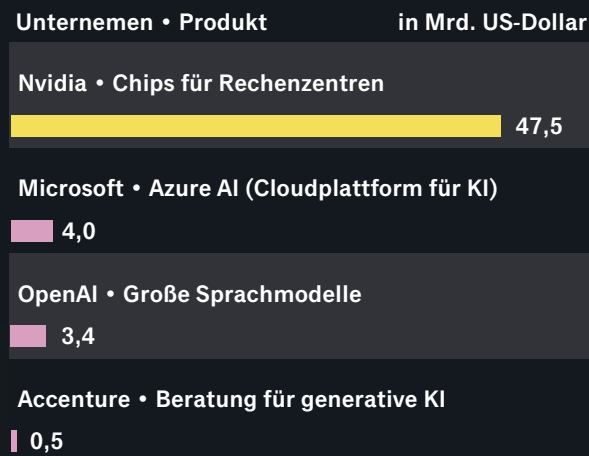 Unternemen • Produkt in Mrd. US-Dollar
Nvidia • Chips für Rechenzentren
47,5
Microsoft • Azure AI (Cloudplattform für KI)
4,0
OpenAI • Große Sprachmodelle
3,4
Accenture • Beratung für generative KI
0,5